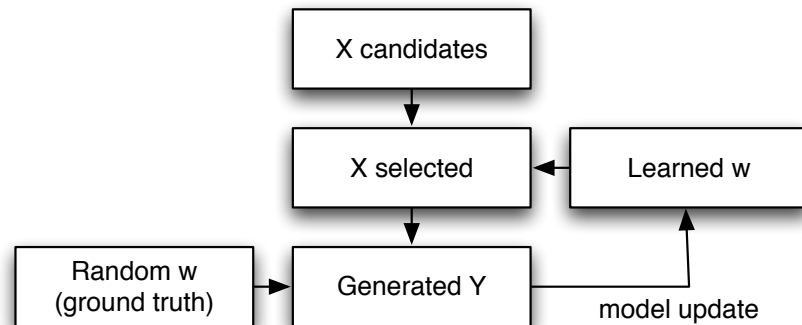 X candidates
X selected
Learned w
Random w
(ground truth)
Generated Y
model update